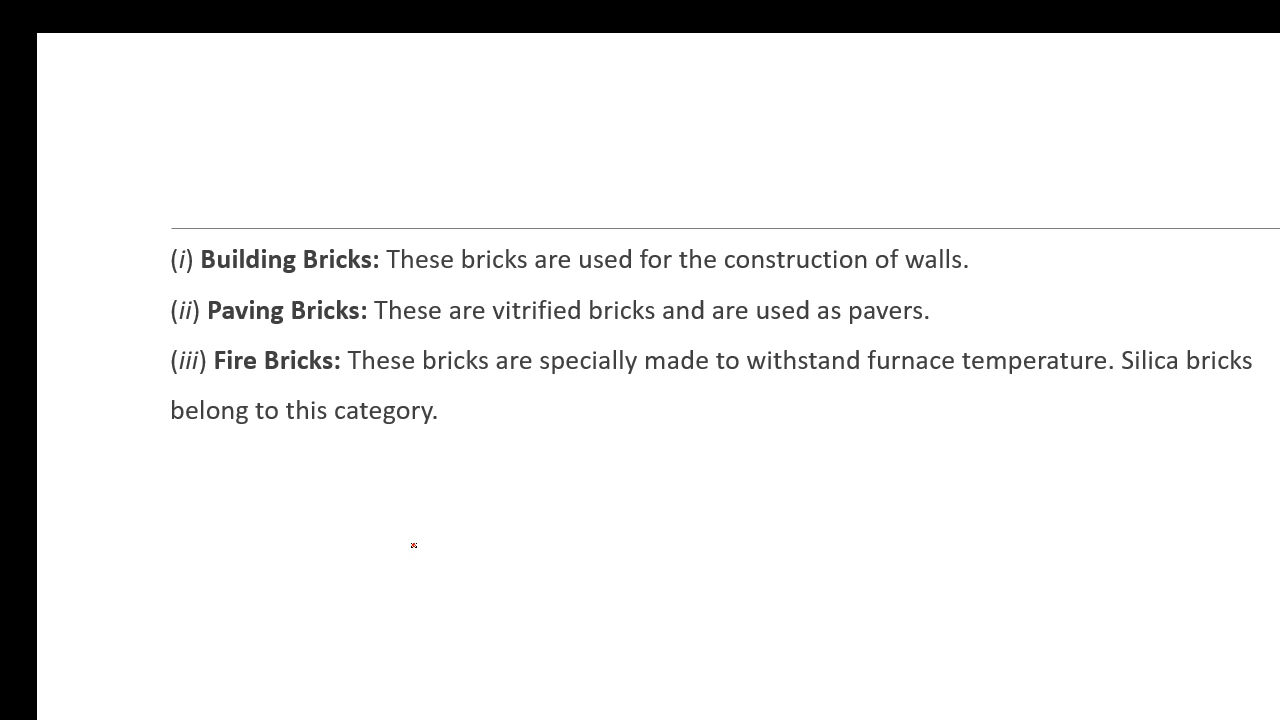 (i) Building Bricks: These bricks are used for the construction of walls.
(ii) Paving Bricks: These are vitrified bricks and are used as pavers.
(iii) Fire Bricks: These bricks are specially made to withstand furnace temperature. Silica bricks
belong to this category.